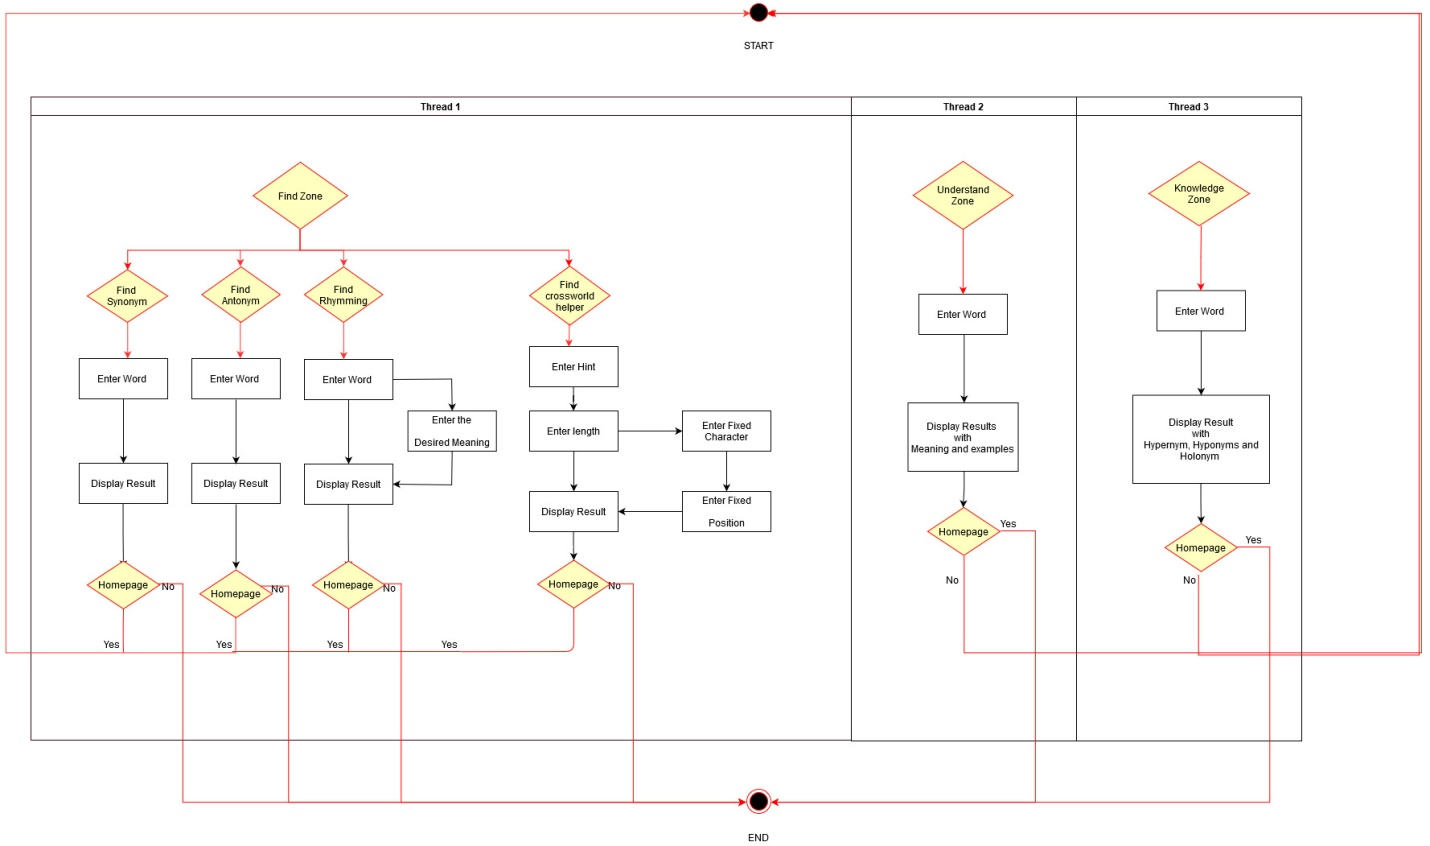 START
Thread 1
Thread 2
Thread 3
Find Zone
Understand
Zone
Knowledge
Zone
Find
Synonym
Find
Antonym
Find
Rhymming
Find
crossworld
helper
Enter Word
Enter Word
Enter Word
Enter Hint
Enter Word
Enter Word
Enter the
Desired Meaning
Enter length
Enter Fixed
Character
Display Results
with
Meaning and examples
Display Result
with
Hypernym, Hyponyms and
Holonym
Display Result
Display Result
Display Result
Display Result
Enter Fixed
Position
Homepage
Yes
No
Homepage
Yes
No
Homepage
No
Yes
Homepage
No
Yes
Homepage
No
Yes
Homepage
No
Yes
END